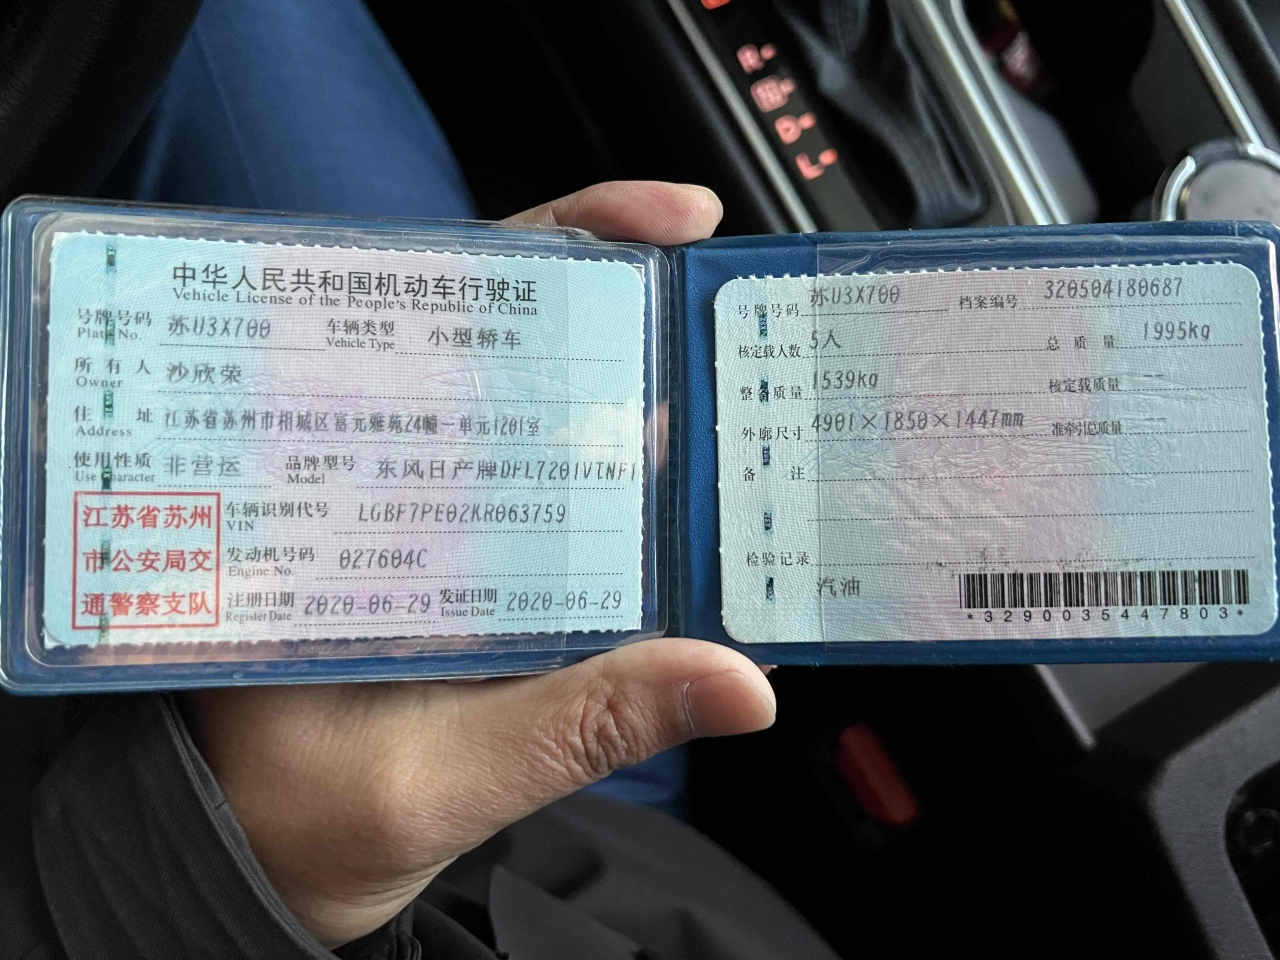 中华人民共和国机动车行驶证
Vehicle License of the People's Republic of China
号牌号码 苏U3X700 车辆类型 小型轿车
Plate No. Vehicle Type
所有人 沙欣荣
Owner
住址 江苏省苏州市相城区富元雅苑24幢一单元1201室
Address
使用性质 非营运 品牌型号 东风日产牌DFL7201VTNF1
Use Character Model
江苏省苏州
市公安局交
通警察支队
车辆识别代号 LGBF7PE02KR063759
VIN
发动机号码 027604C
Engine No.
注册日期 2020-06-29 发证日期 2020-06-29
Register Date Issue Date
号牌号码 苏U3X700 档案编号 320504180687
核定载人数 5人 总质量 1995kg
整备质量 1539kg 核定载质量 --
外廓尺寸 4901×1850×1447mm 准牵引总质量 --
备注
检验记录
汽油
*3290035447803*
R
D
L